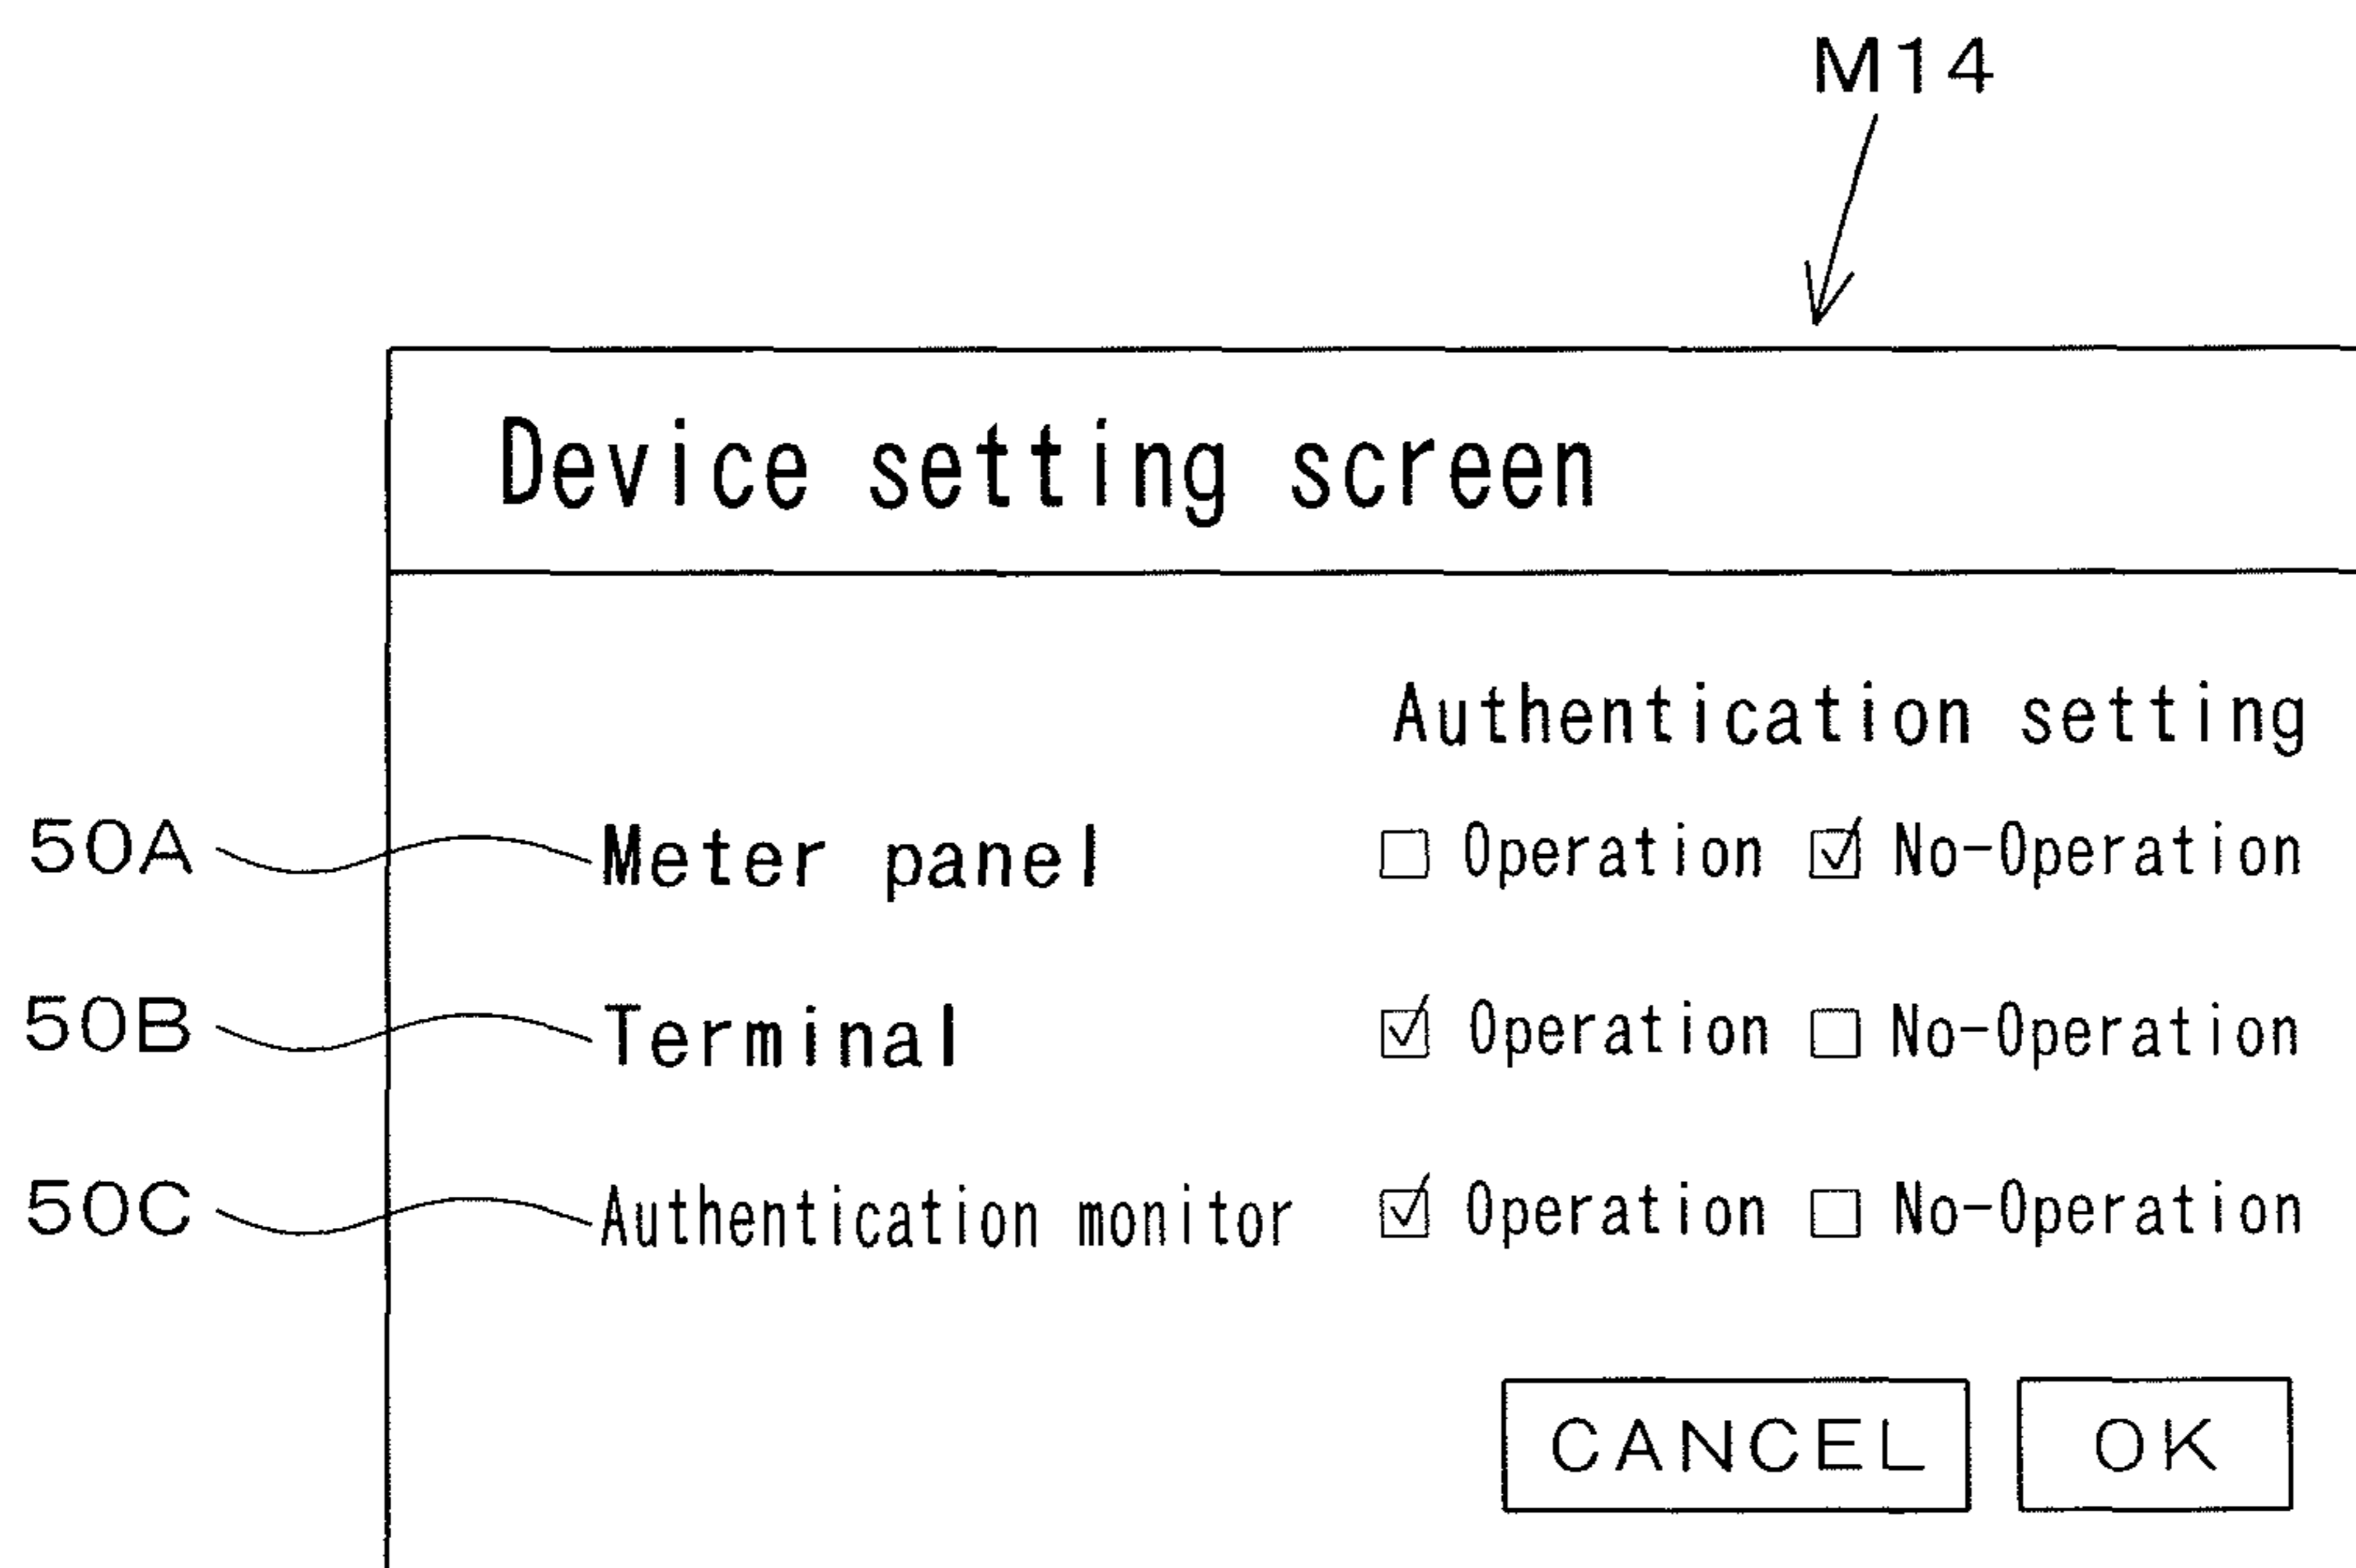 M14
Device setting screen
Authentication setting
50A Meter panel ☐ Operation ☑ No-Operation
50B Terminal ☑ Operation ☐ No-Operation
50C Authentication monitor ☑ Operation ☐ No-Operation
CANCEL OK